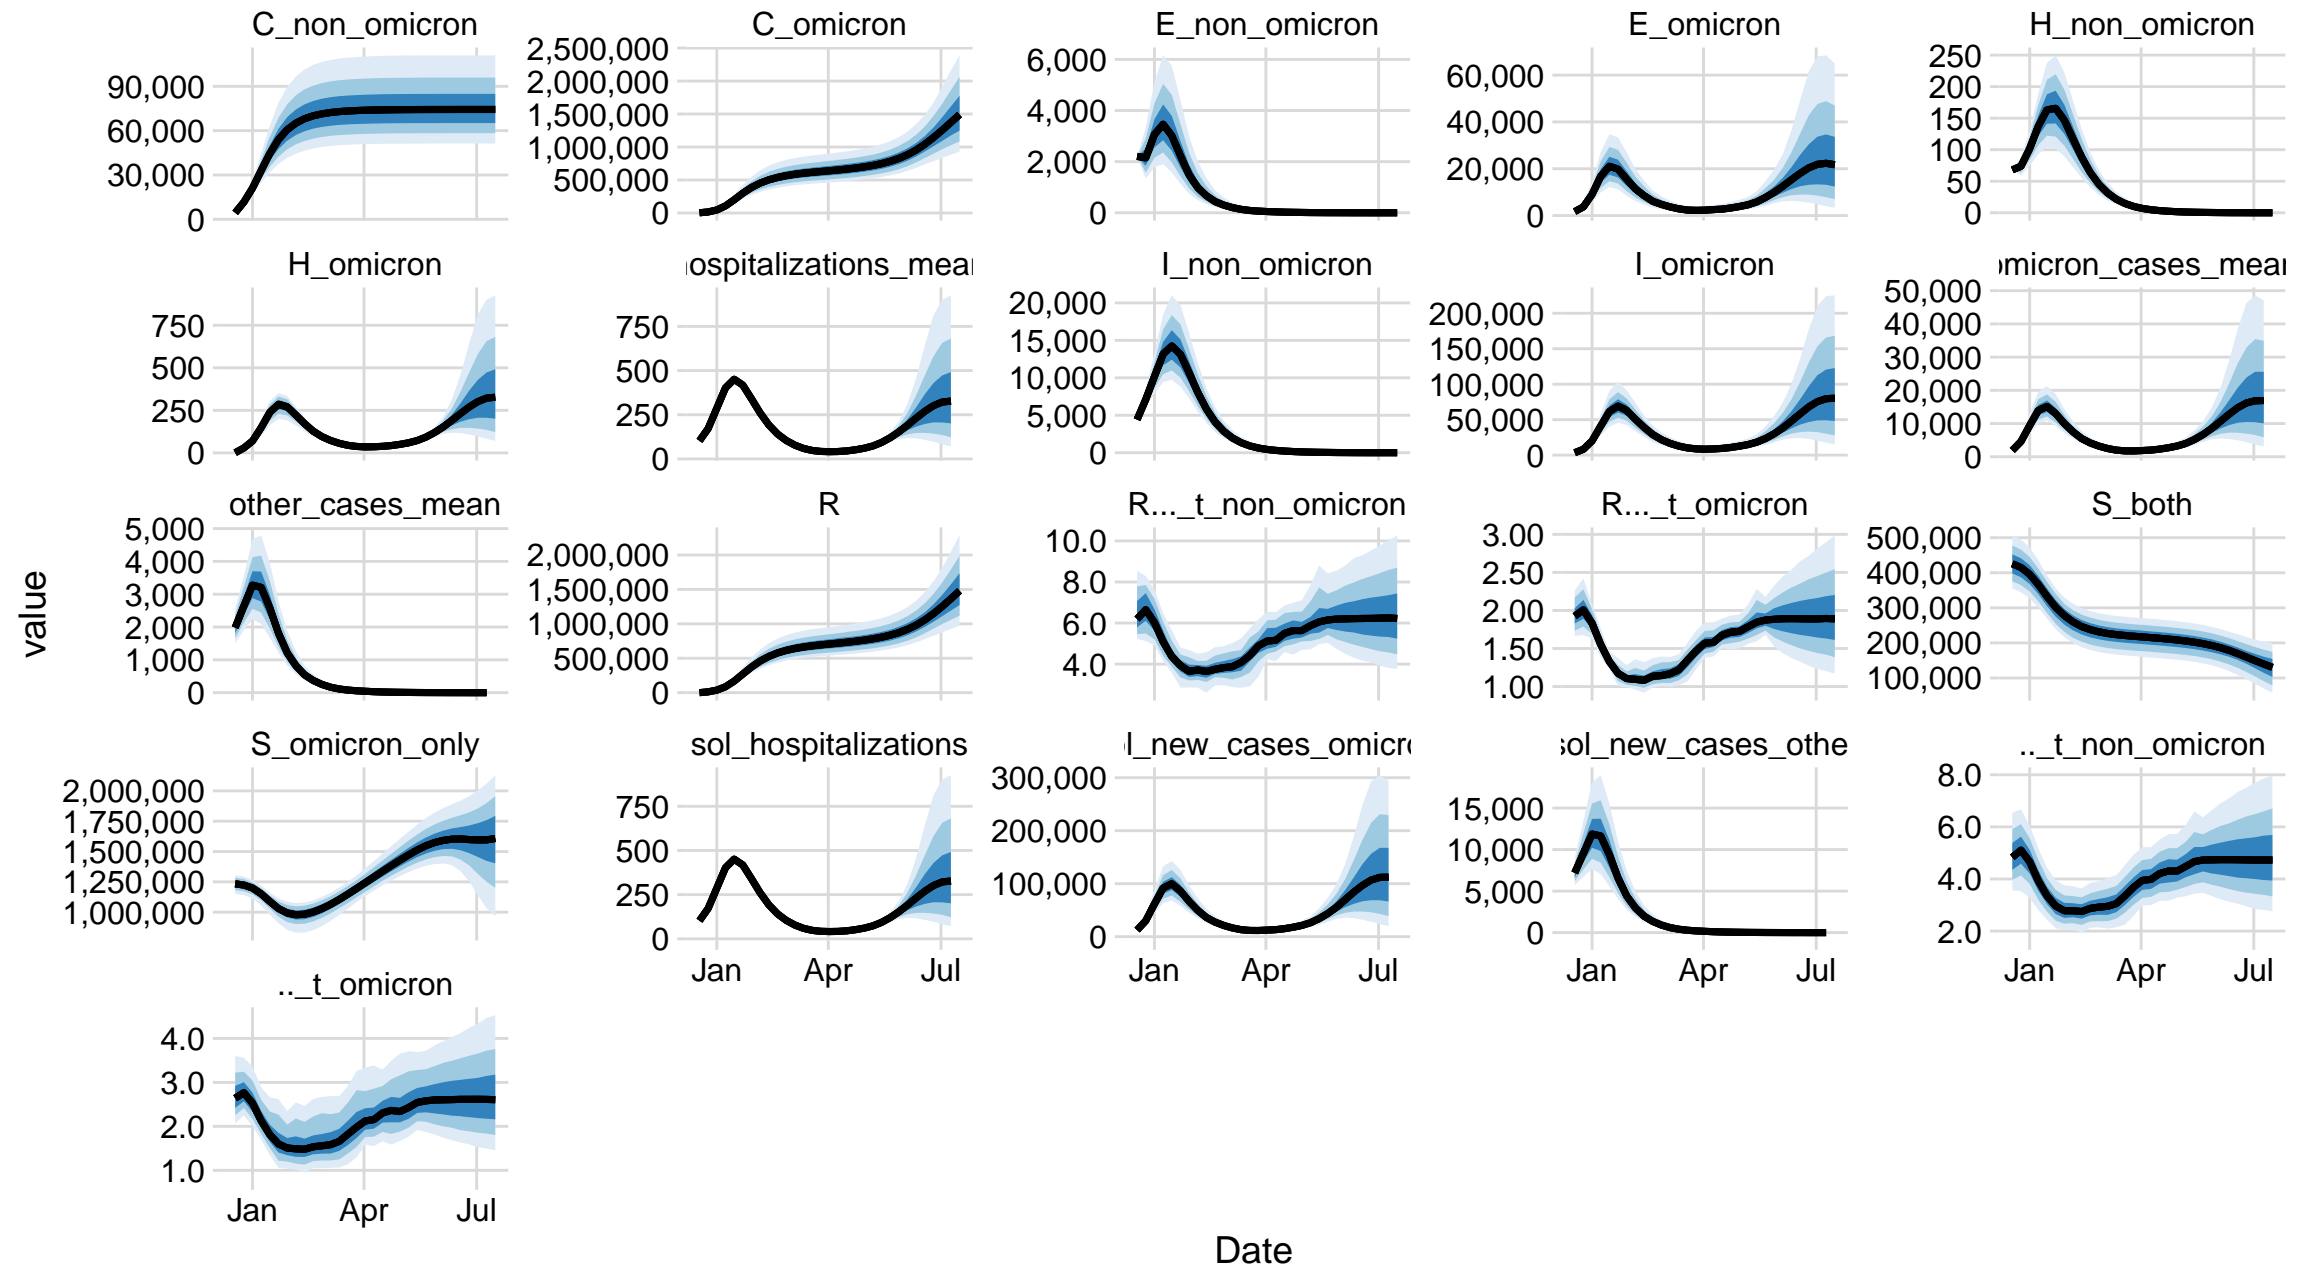 C_non_omicron C_omicron E_non_omicron E_omicron H_non_omicron
90,000 60,000 30,000 0
2,500,000 2,000,000 1,500,000 1,000,000 500,000 0
6,000 4,000 2,000 0
60,000 40,000 20,000 0
250 200 150 100 50 0
H_omicron ospitalizations_mean I_non_omicron I_omicron omicron_cases_mean
750 500 250 0
750 500 250 0
20,000 15,000 10,000 5,000 0
200,000 150,000 100,000 50,000 0
50,000 40,000 30,000 20,000 10,000 0
other_cases_mean R R..._t_non_omicron R..._t_omicron S_both
5,000 4,000 3,000 2,000 1,000 0
2,000,000 1,500,000 1,000,000 500,000 0
10.0 8.0 6.0 4.0
3.00 2.50 2.00 1.50 1.00
500,000 400,000 300,000 200,000 100,000
value
S_omicron_only sol_hospitalizations l_new_cases_omicro sol_new_cases_othe .._t_non_omicron
2,000,000 1,750,000 1,500,000 1,250,000 1,000,000
750 500 250 0
300,000 200,000 100,000 0
15,000 10,000 5,000 0
8.0 6.0 4.0 2.0
Jan Apr Jul Jan Apr Jul Jan Apr Jul Jan Apr Jul
.._t_omicron
4.0 3.0 2.0 1.0
Jan Apr Jul
Date